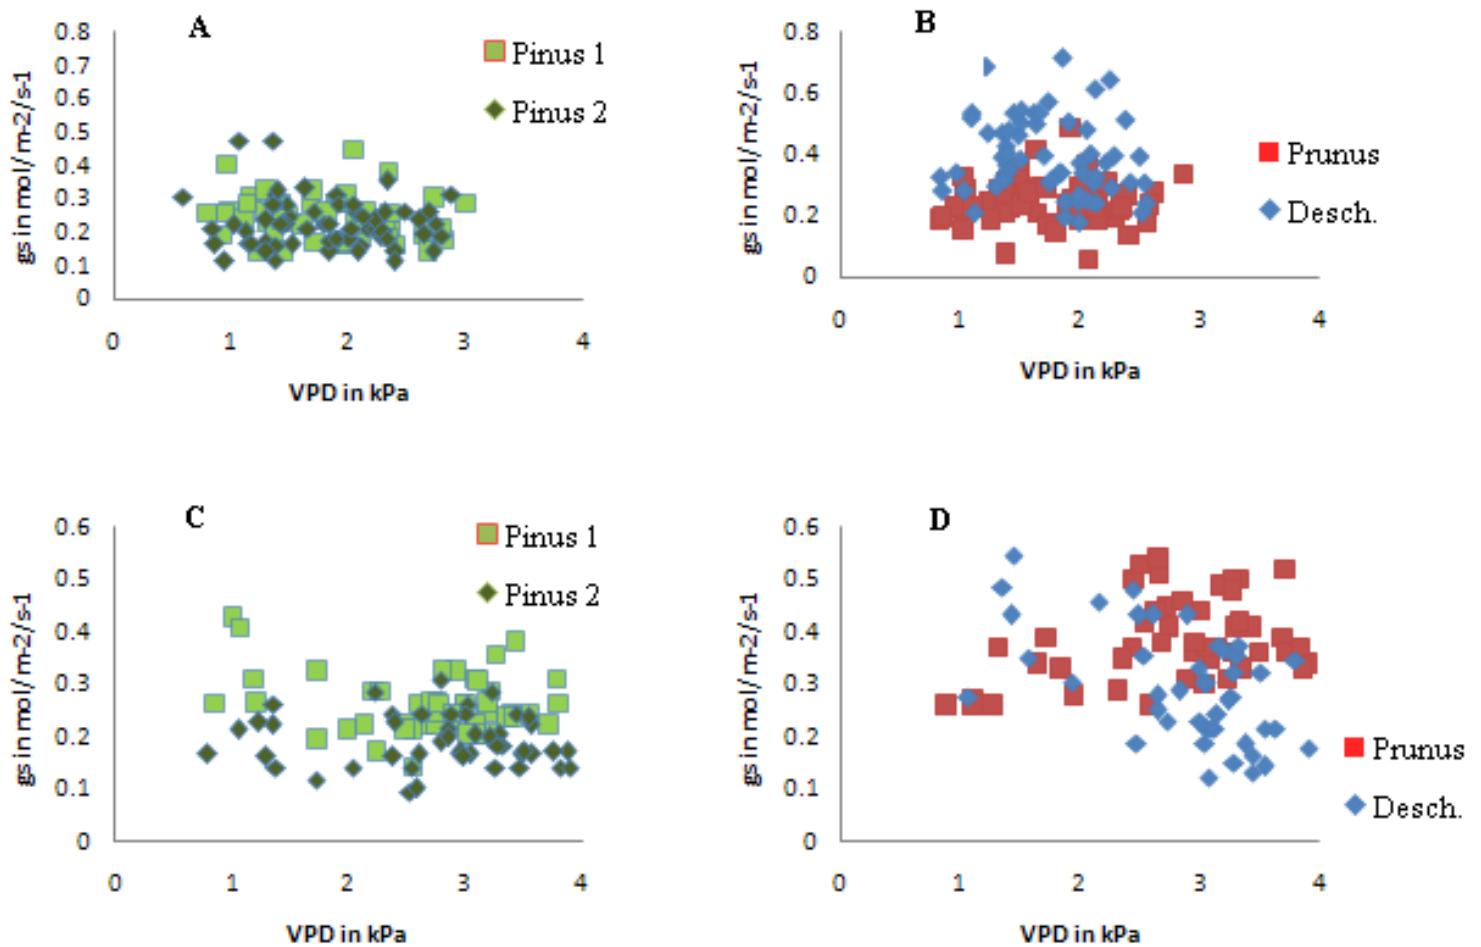 A
0.8
0.7
0.6
0.5
0.4
0.3
0.2
0.1
0
gs in mol/ m-2/s-1
Pinus 1
Pinus 2
0 1 2 3 4
VPD in kPa
B
0.8
0.6
0.4
0.2
0
gs in mol/ m-2/s-1
Prunus
Desch.
0 1 2 3 4
VPD in kPa
C
0.6
0.5
0.4
0.3
0.2
0.1
0
gs in mol/ m-2/s-1
Pinus 1
Pinus 2
0 1 2 3 4
VPD in kPa
D
0.6
0.5
0.4
0.3
0.2
0.1
0
gs in mol/ m-2/s-1
Prunus
Desch.
0 1 2 3 4
VPD in kPa